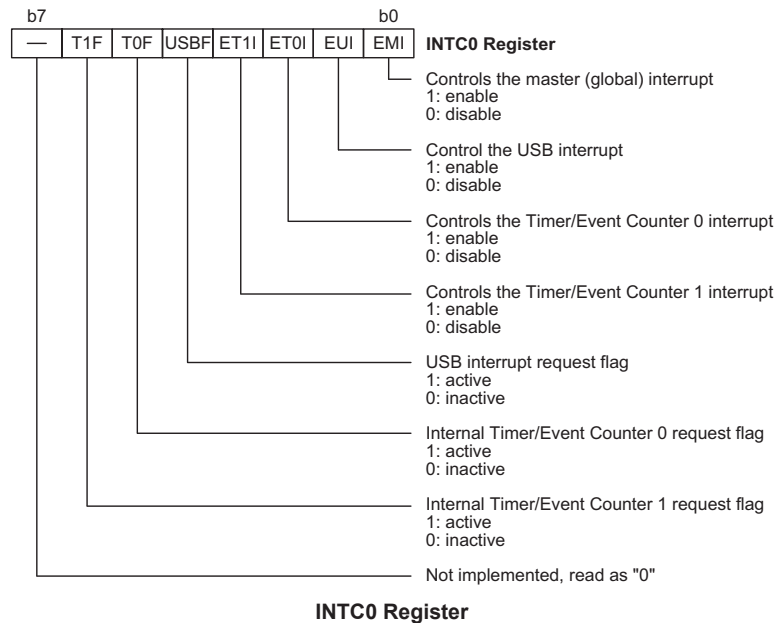 b7 b0
— T1F T0F USBF ET1I ET0I EUI EMI INTC0 Register
Controls the master (global) interrupt
1: enable
0: disable
Control the USB interrupt
1: enable
0: disable
Controls the Timer/Event Counter 0 interrupt
1: enable
0: disable
Controls the Timer/Event Counter 1 interrupt
1: enable
0: disable
USB interrupt request flag
1: active
0: inactive
Internal Timer/Event Counter 0 request flag
1: active
0: inactive
Internal Timer/Event Counter 1 request flag
1: active
0: inactive
Not implemented, read as "0"
INTC0 Register